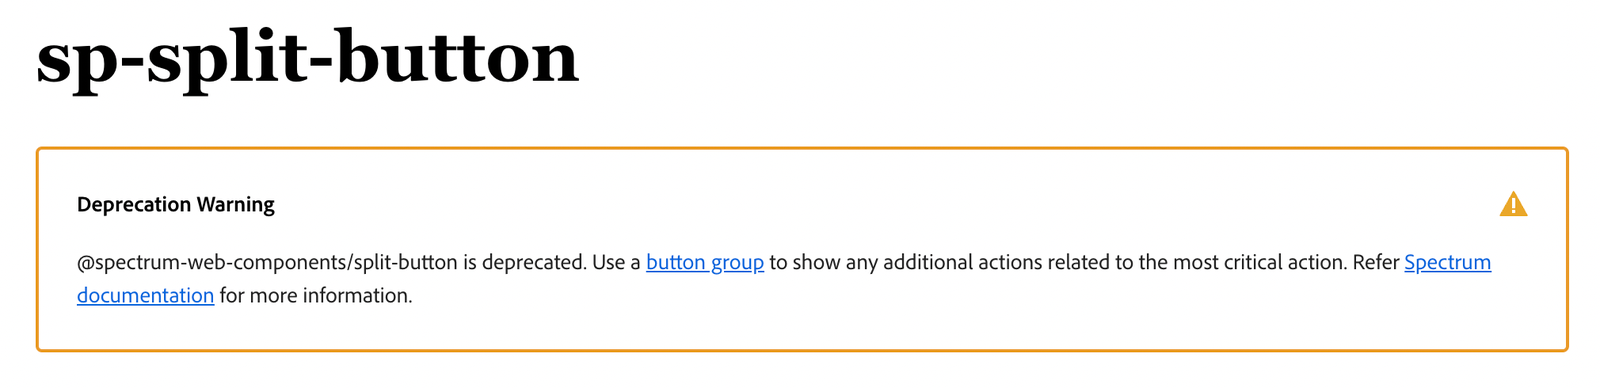 sp-split-button
Deprecation Warning
@spectrum-web-components/split-button is deprecated. Use a button group to show any additional actions related to the most critical action. Refer Spectrum
documentation for more information.